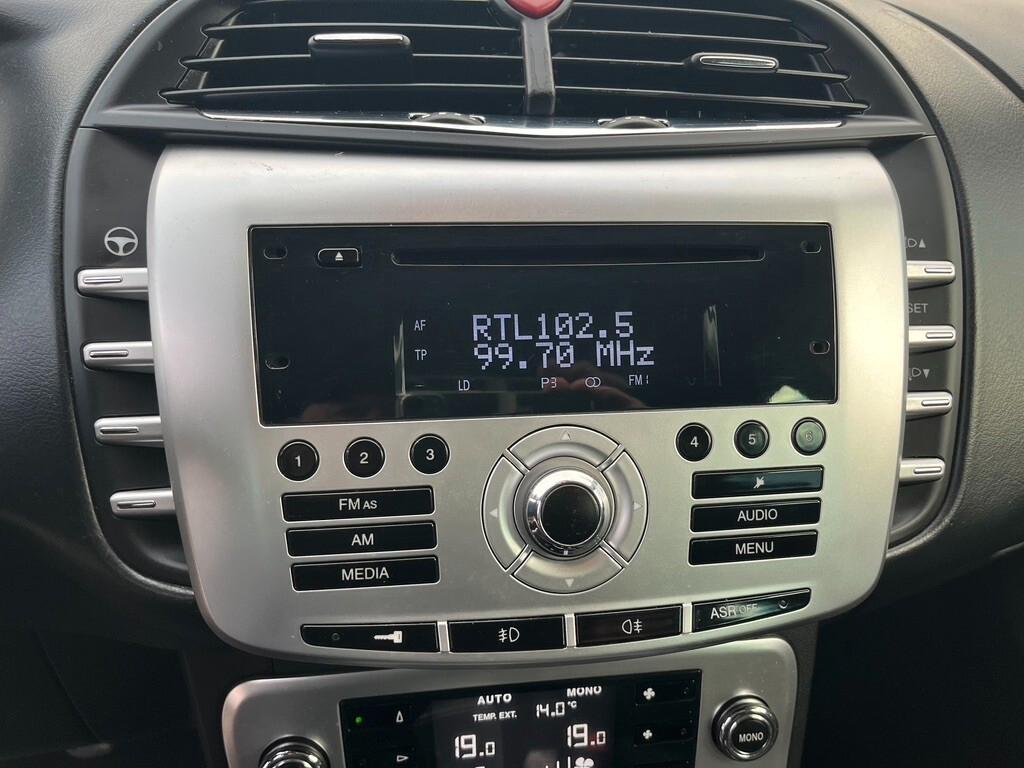 AF RTL102.5
TP 99.70 MHz
LD P3 FM1
1 2 3 4 5 6
FM AS
AM AUDIO
MEDIA MENU
ASR OFF
AUTO MONO
TEMP. EXT. 14.0°C
19.0 19.0
MONO
SET